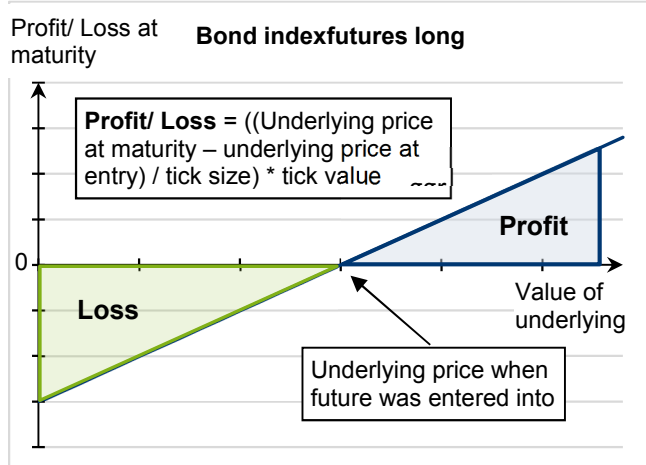 Profit/ Loss at
maturity
Bond indexfutures long
Profit/ Loss = ((Underlying price
at maturity – underlying price at
entry) / tick size) * tick value
Profit
0
Loss
Value of
underlying
Underlying price when
future was entered into